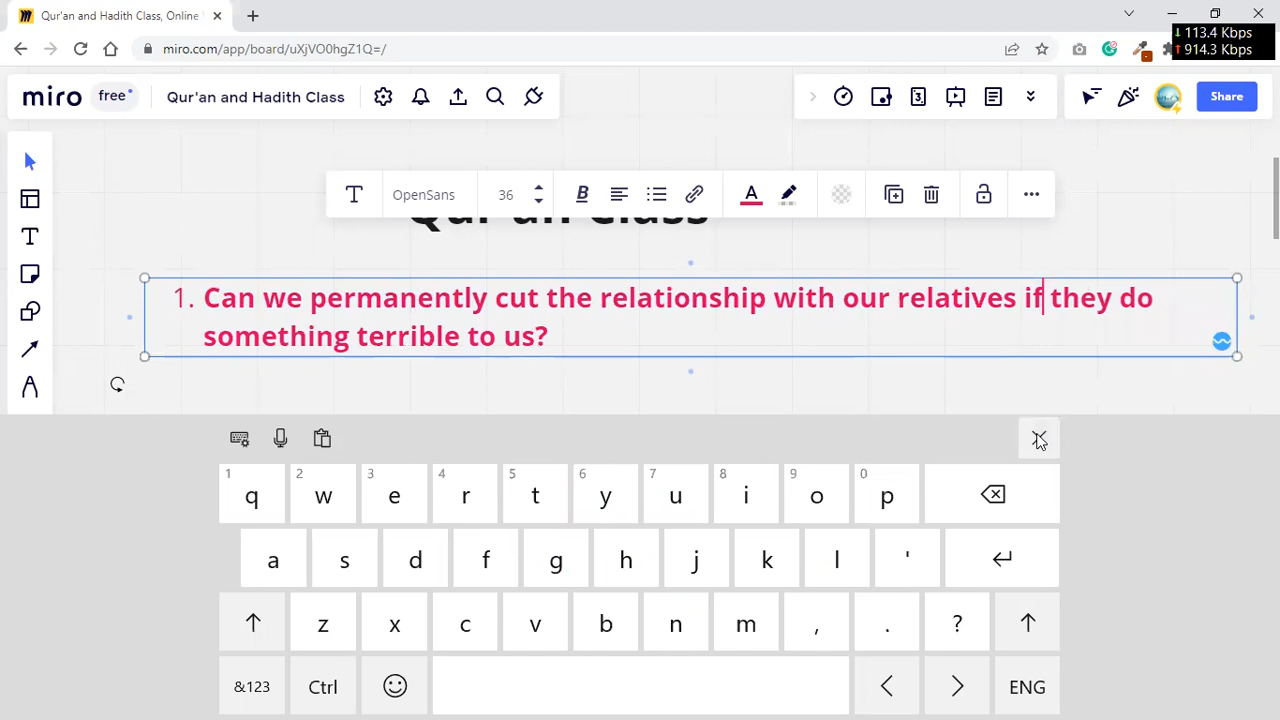 Qur'an and Hadith Class, Online
113.4 Kbps
914.3 Kbps
miro.com/app/board/uXjVO0hgZ1Q=/
miro free Qur'an and Hadith Class
Share
OpenSans 36
Qur'an Class
1. Can we permanently cut the relationship with our relatives if they do
something terrible to us?
1 2 3 4 5 6 7 8 9 0
q w e r t y u i o p
a s d f g h j k l '
z x c v b n m , . ?
&123 Ctrl ENG